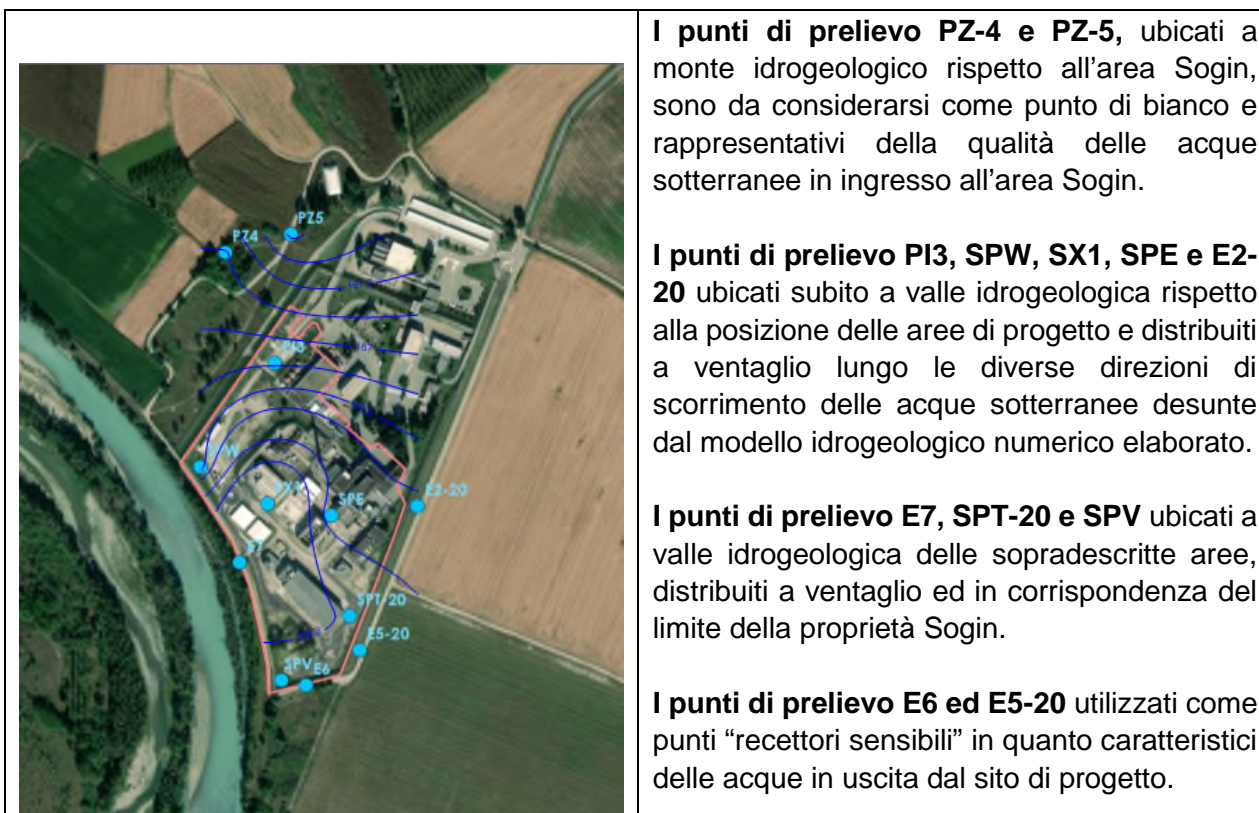 PZ5
PZ4
167
PI3
SX1
SPE
E2-20
E7
SPT-20
E5-20
SPV
E6
I punti di prelievo PZ-4 e PZ-5, ubicati a
monte idrogeologico rispetto all’area Sogin,
sono da considerarsi come punto di bianco e
rappresentativi della qualità delle acque
sotterranee in ingresso all’area Sogin.
I punti di prelievo PI3, SPW, SX1, SPE e E2-
20 ubicati subito a valle idrogeologica rispetto
alla posizione delle aree di progetto e distribuiti
a ventaglio lungo le diverse direzioni di
scorrimento delle acque sotterranee desunte
dal modello idrogeologico numerico elaborato.
I punti di prelievo E7, SPT-20 e SPV ubicati a
valle idrogeologica delle sopradescritte aree,
distribuiti a ventaglio ed in corrispondenza del
limite della proprietà Sogin.
I punti di prelievo E6 ed E5-20 utilizzati come
punti “recettori sensibili” in quanto caratteristici
delle acque in uscita dal sito di progetto.